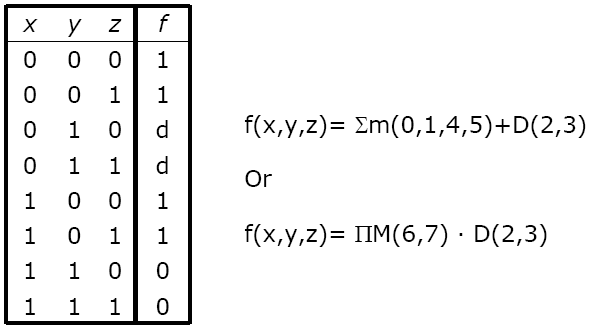 x y z f
0 0 0 1
0 0 1 1
0 1 0 d
0 1 1 d
1 0 0 1
1 0 1 1
1 1 0 0
1 1 1 0
f(x,y,z)= Σm(0,1,4,5)+D(2,3)
Or
f(x,y,z)= ΠM(6,7) · D(2,3)